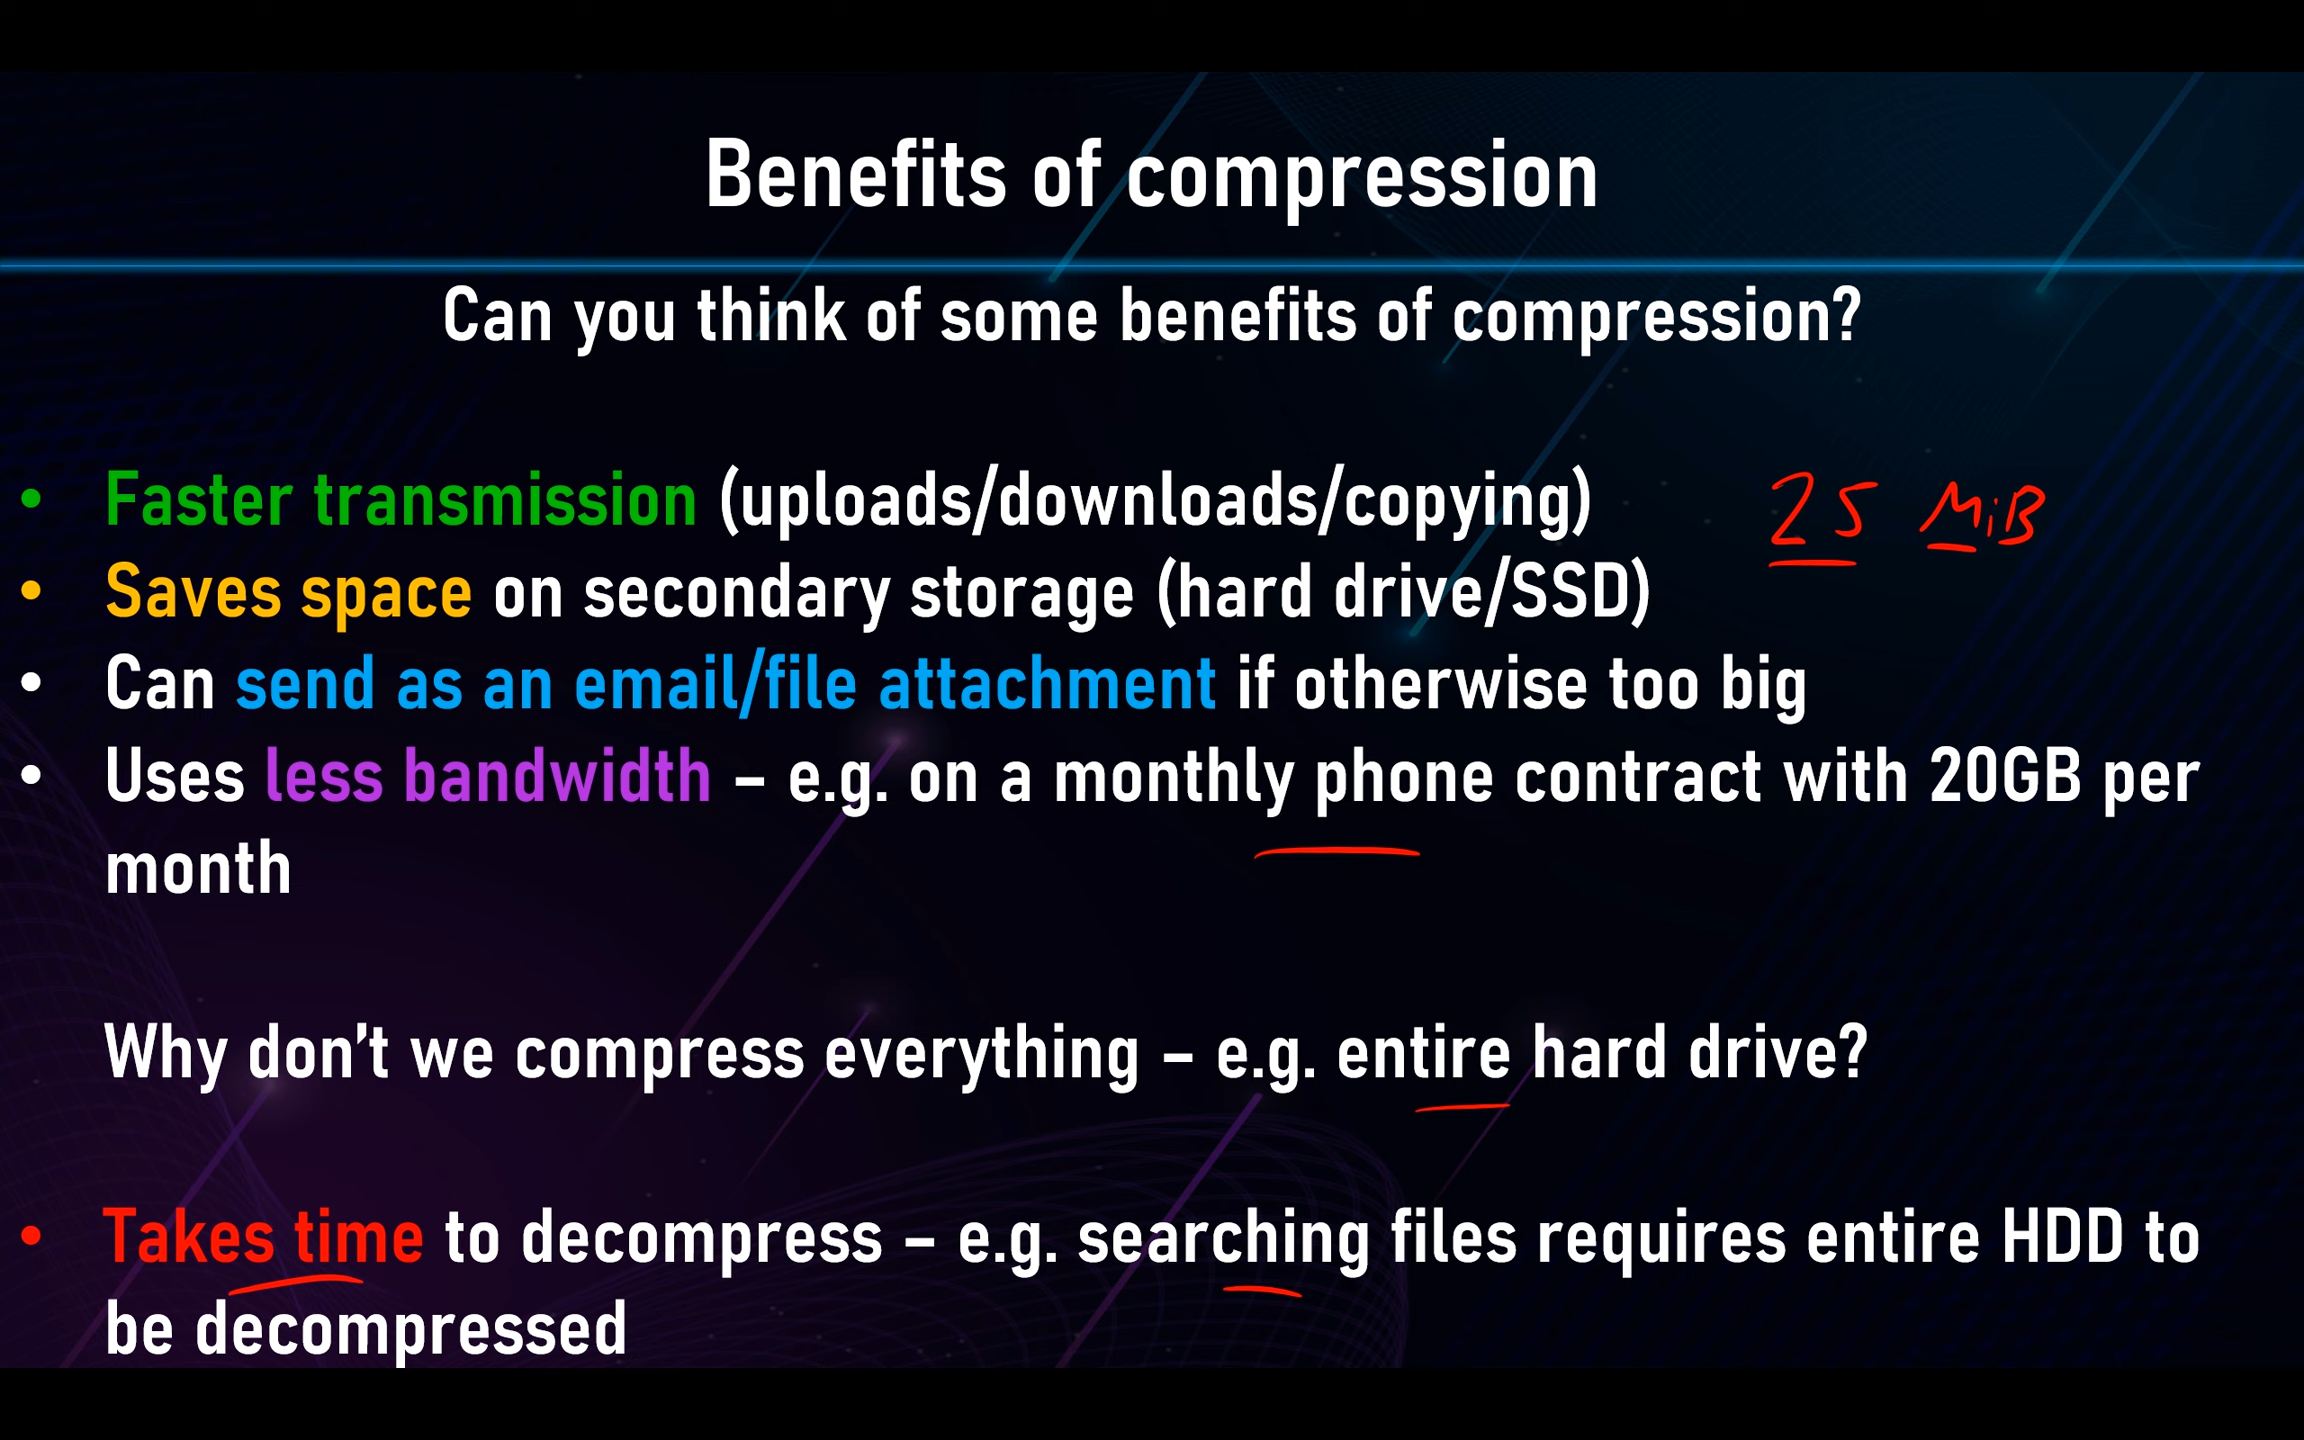 Benefits of compression
Can you think of some benefits of compression?
• Faster transmission (uploads/downloads/copying) 25 MiB
• Saves space on secondary storage (hard drive/SSD)
• Can send as an email/file attachment if otherwise too big
• Uses less bandwidth – e.g. on a monthly phone contract with 20GB per
month
Why don't we compress everything – e.g. entire hard drive?
• Takes time to decompress – e.g. searching files requires entire HDD to
be decompressed